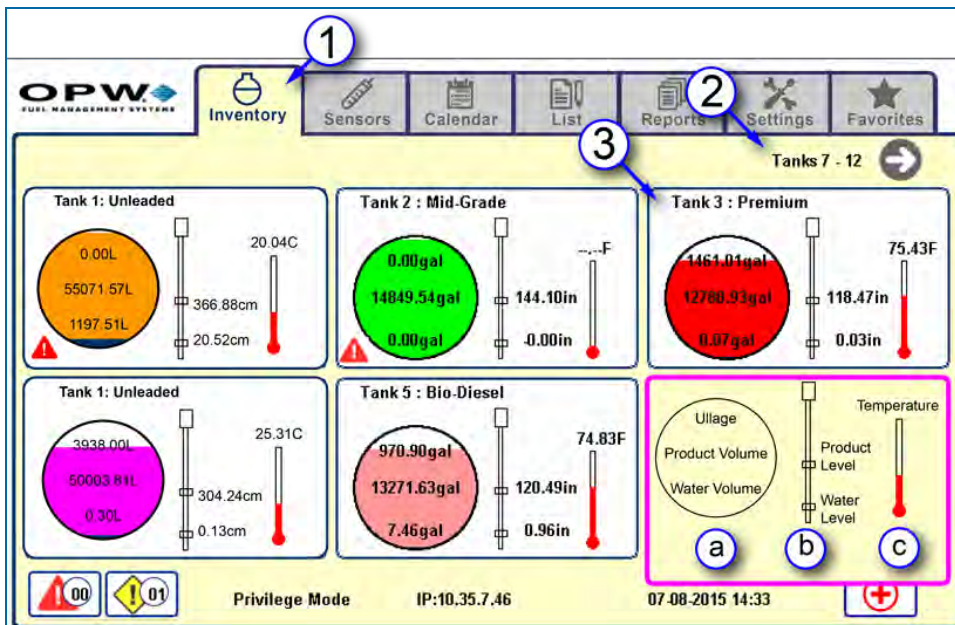 1
OPW
FUEL MANAGEMENT SYSTEMS
Inventory
Sensors
Calendar
List
Reports
Settings
Favorites
2
3
Tanks 7 - 12
Tank 1: Unleaded
0.00L
55071.57L
1197.51L
366.88cm
20.52cm
20.04C
Tank 2 : Mid-Grade
0.00gal
14849.54gal
0.00gal
144.10in
-0.00in
--.--F
Tank 3 : Premium
1461.01gal
12788.93gal
0.07gal
118.47in
0.03in
75.43F
Tank 1: Unleaded
3938.00L
50003.61L
0.30L
304.24cm
0.13cm
25.31C
Tank 5 : Bio-Diesel
970.90gal
13271.63gal
7.46gal
120.49in
0.96in
74.83F
Ullage
Product Volume
Water Volume
Product
Level
Water
Level
Temperature
a
b
c
00
01
Privilege Mode
IP:10.35.7.46
07-08-2015 14:33